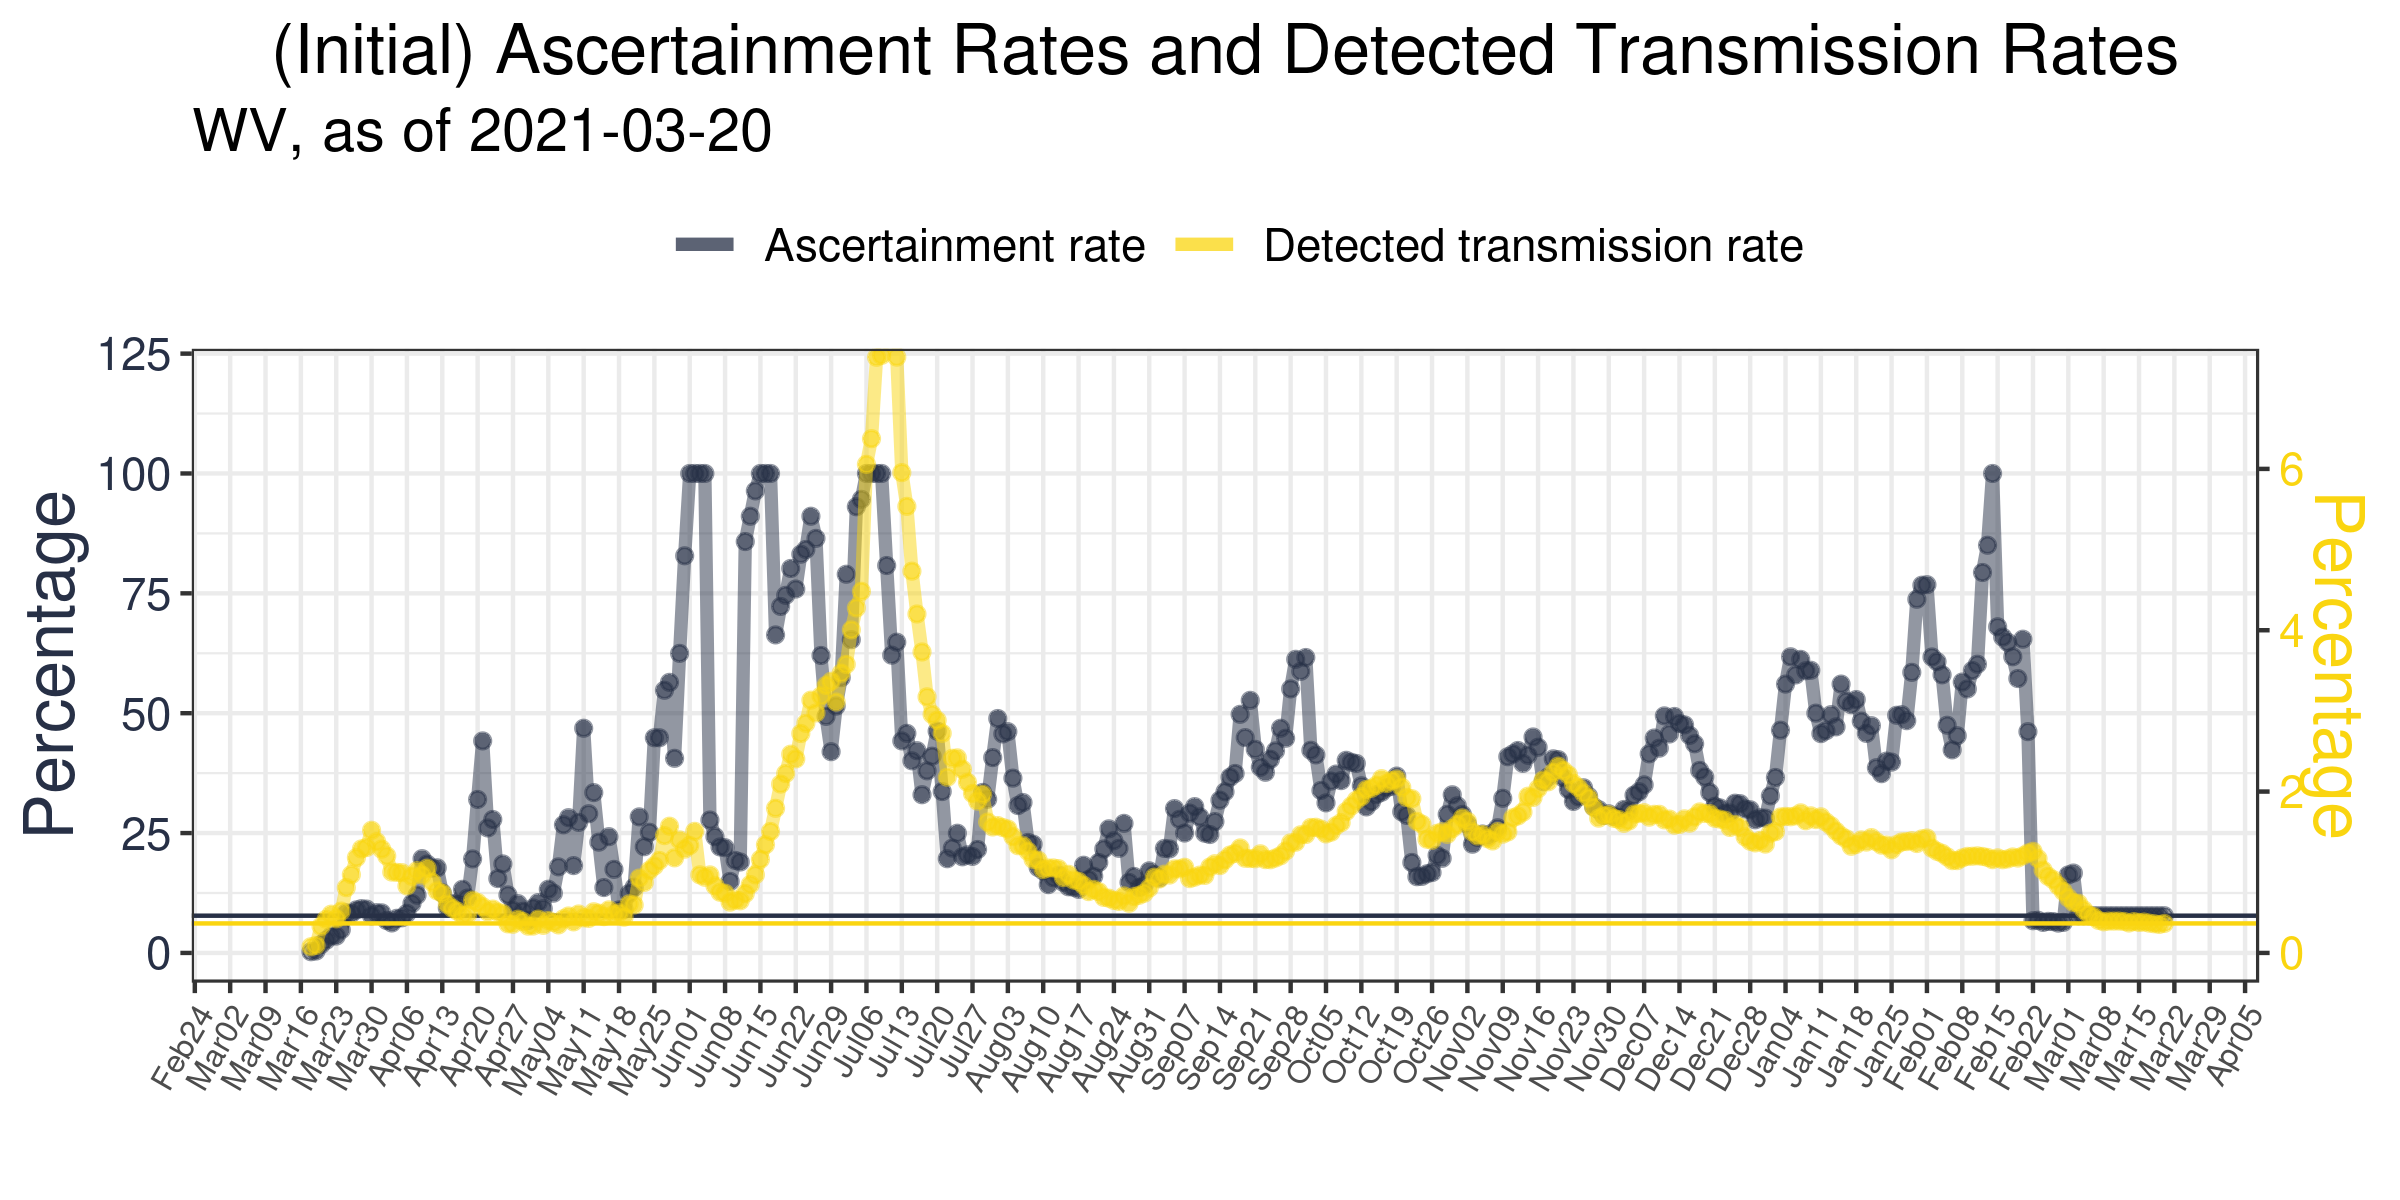 (Initial) Ascertainment Rates and Detected Transmission Rates
WV, as of 2021-03-20
Ascertainment rate
Detected transmission rate
Percentage
125
100
75
50
25
0
6
4
2
0
Percentage
Feb24
Mar02
Mar09
Mar16
Mar23
Mar30
Apr06
Apr13
Apr20
Apr27
May04
May11
May18
May25
Jun01
Jun08
Jun15
Jun22
Jun29
Jul06
Jul13
Jul20
Jul27
Aug03
Aug10
Aug17
Aug24
Aug31
Sep07
Sep14
Sep21
Sep28
Oct05
Oct12
Oct19
Oct26
Nov02
Nov09
Nov16
Nov23
Nov30
Dec07
Dec14
Dec21
Dec28
Jan04
Jan11
Jan18
Jan25
Feb01
Feb08
Feb15
Feb22
Mar01
Mar08
Mar15
Mar22
Mar29
Apr05